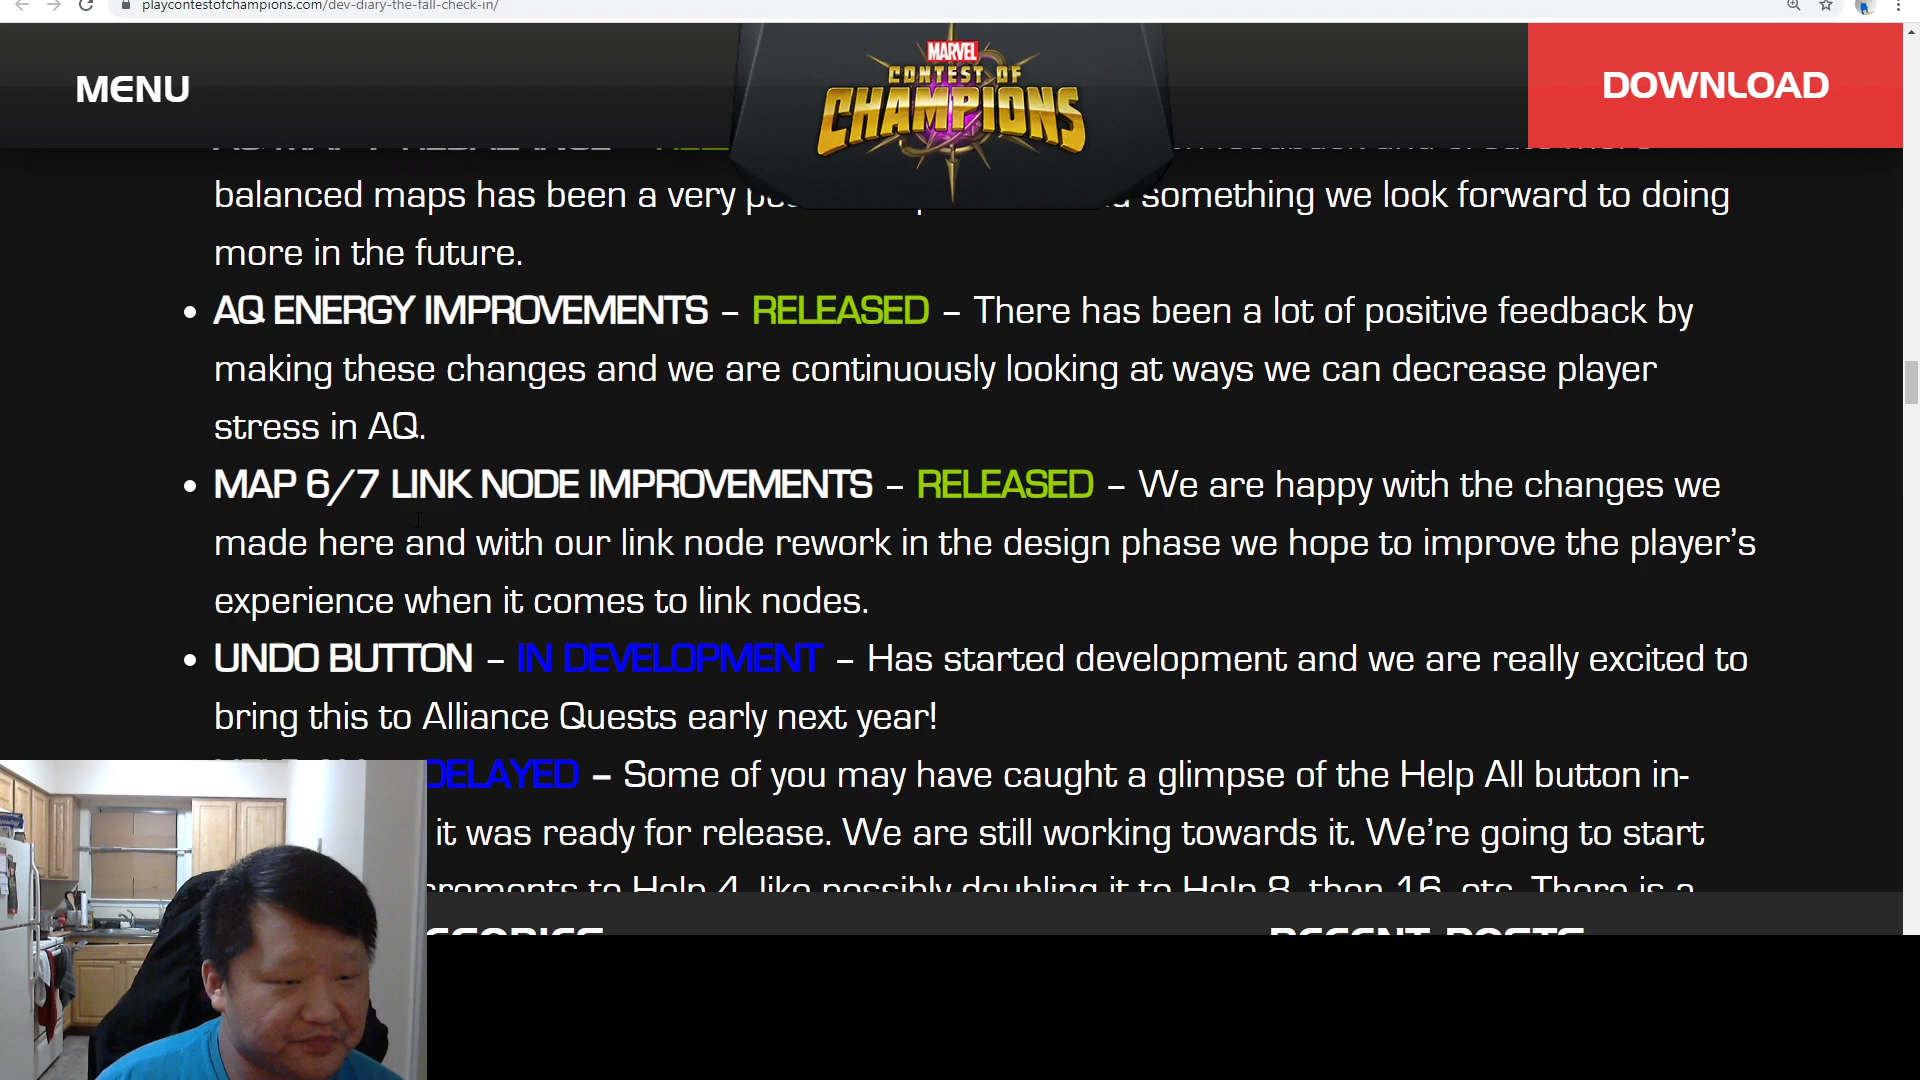 playcontestofchampions.com/dev-diary-the-fall-check-in/
MENU
MARVEL
CONTEST OF
CHAMPIONS
DOWNLOAD
balanced maps has been a very something we look forward to doing
more in the future.
• AQ ENERGY IMPROVEMENTS – RELEASED – There has been a lot of positive feedback by
making these changes and we are continuously looking at ways we can decrease player
stress in AQ.
• MAP 6/7 LINK NODE IMPROVEMENTS – RELEASED – We are happy with the changes we
made here and with our link node rework in the design phase we hope to improve the player's
experience when it comes to link nodes.
• UNDO BUTTON – IN DEVELOPMENT – Has started development and we are really excited to
bring this to Alliance Quests early next year!
DELAYED – Some of you may have caught a glimpse of the Help All button in-
it was ready for release. We are still working towards it. We're going to start
to Help 4, like possibly doubling it to Help 8, then 16, etc. There is a
RECENT POSTS